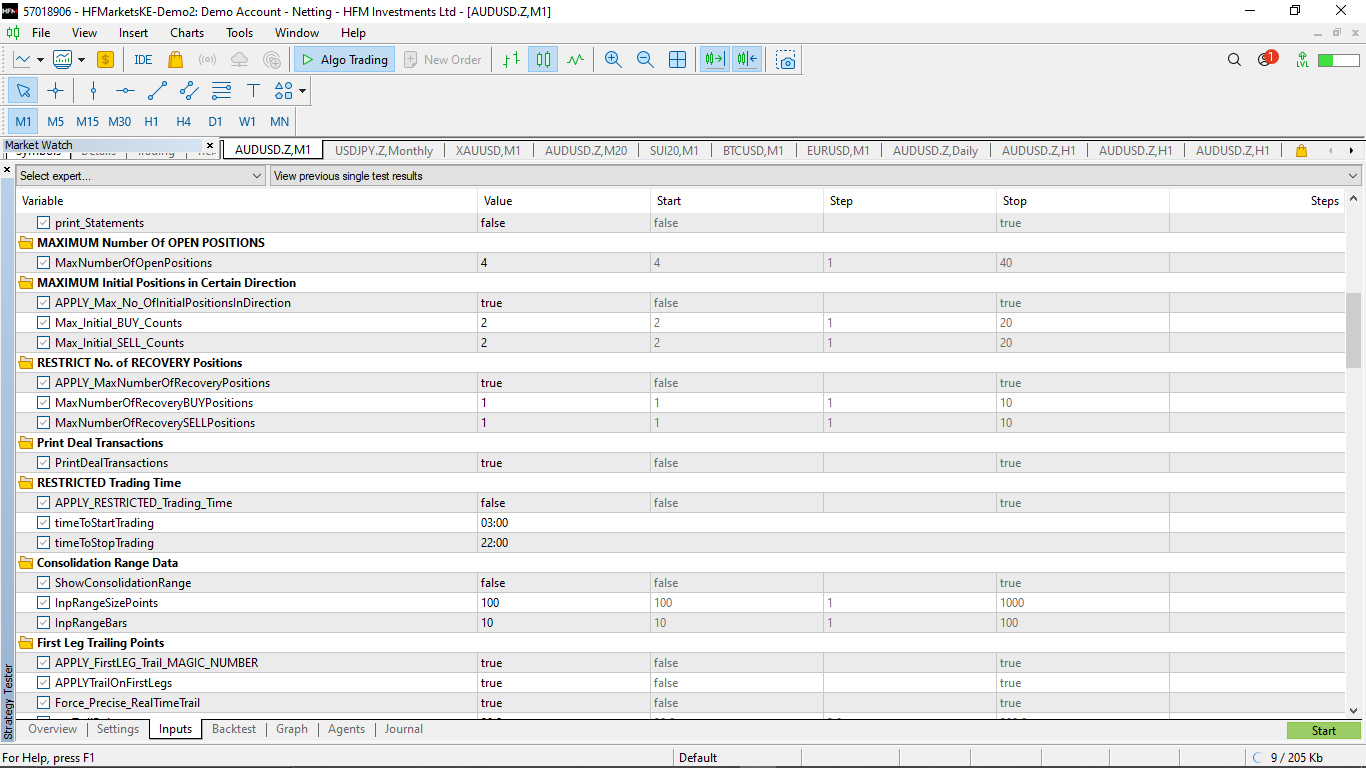 57018906 - HFMarketsKE-Demo2: Demo Account - Netting - HFM Investments Ltd - [AUDUSD.Z,M1]
File View Insert Charts Tools Window Help
IDE Algo Trading New Order 1 LVL
M1 M5 M15 M30 H1 H4 D1 W1 MN
Market Watch
AUDUSD.Z,M1 USDJPY.Z,Monthly XAUUSD,M1 AUDUSD.Z,M20 SUI20,M1 BTCUSD,M1 EURUSD,M1 AUDUSD.Z,Daily AUDUSD.Z,H1 AUDUSD.Z,H1 AUDUSD.Z,H1
Select expert... View previous single test results
Variable Value Start Step Stop Steps
print_Statements false false true
MAXIMUM Number Of OPEN POSITIONS
MaxNumberOfOpenPositions 4 4 1 40
MAXIMUM Initial Positions in Certain Direction
APPLY_Max_No_OfInitialPositionsInDirection true false true
Max_Initial_BUY_Counts 2 2 1 20
Max_Initial_SELL_Counts 2 2 1 20
RESTRICT No. of RECOVERY Positions
APPLY_MaxNumberOfRecoveryPositions true false true
MaxNumberOfRecoveryBUYPositions 1 1 1 10
MaxNumberOfRecoverySELLPositions 1 1 1 10
Print Deal Transactions
PrintDealTransactions true false true
RESTRICTED Trading Time
APPLY_RESTRICTED_Trading_Time false false true
timeToStartTrading 03:00
timeToStopTrading 22:00
Consolidation Range Data
ShowConsolidationRange false false true
InpRangeSizePoints 100 100 1 1000
InpRangeBars 10 10 1 100
First Leg Trailing Points
APPLY_FirstLEG_Trail_MAGIC_NUMBER true false true
APPLYTrailOnFirstLegs true false true
Force_Precise_RealTimeTrail true false true
Strategy Tester
Overview Settings Inputs Backtest Graph Agents Journal Start
For Help, press F1 Default 9 / 205 Kb